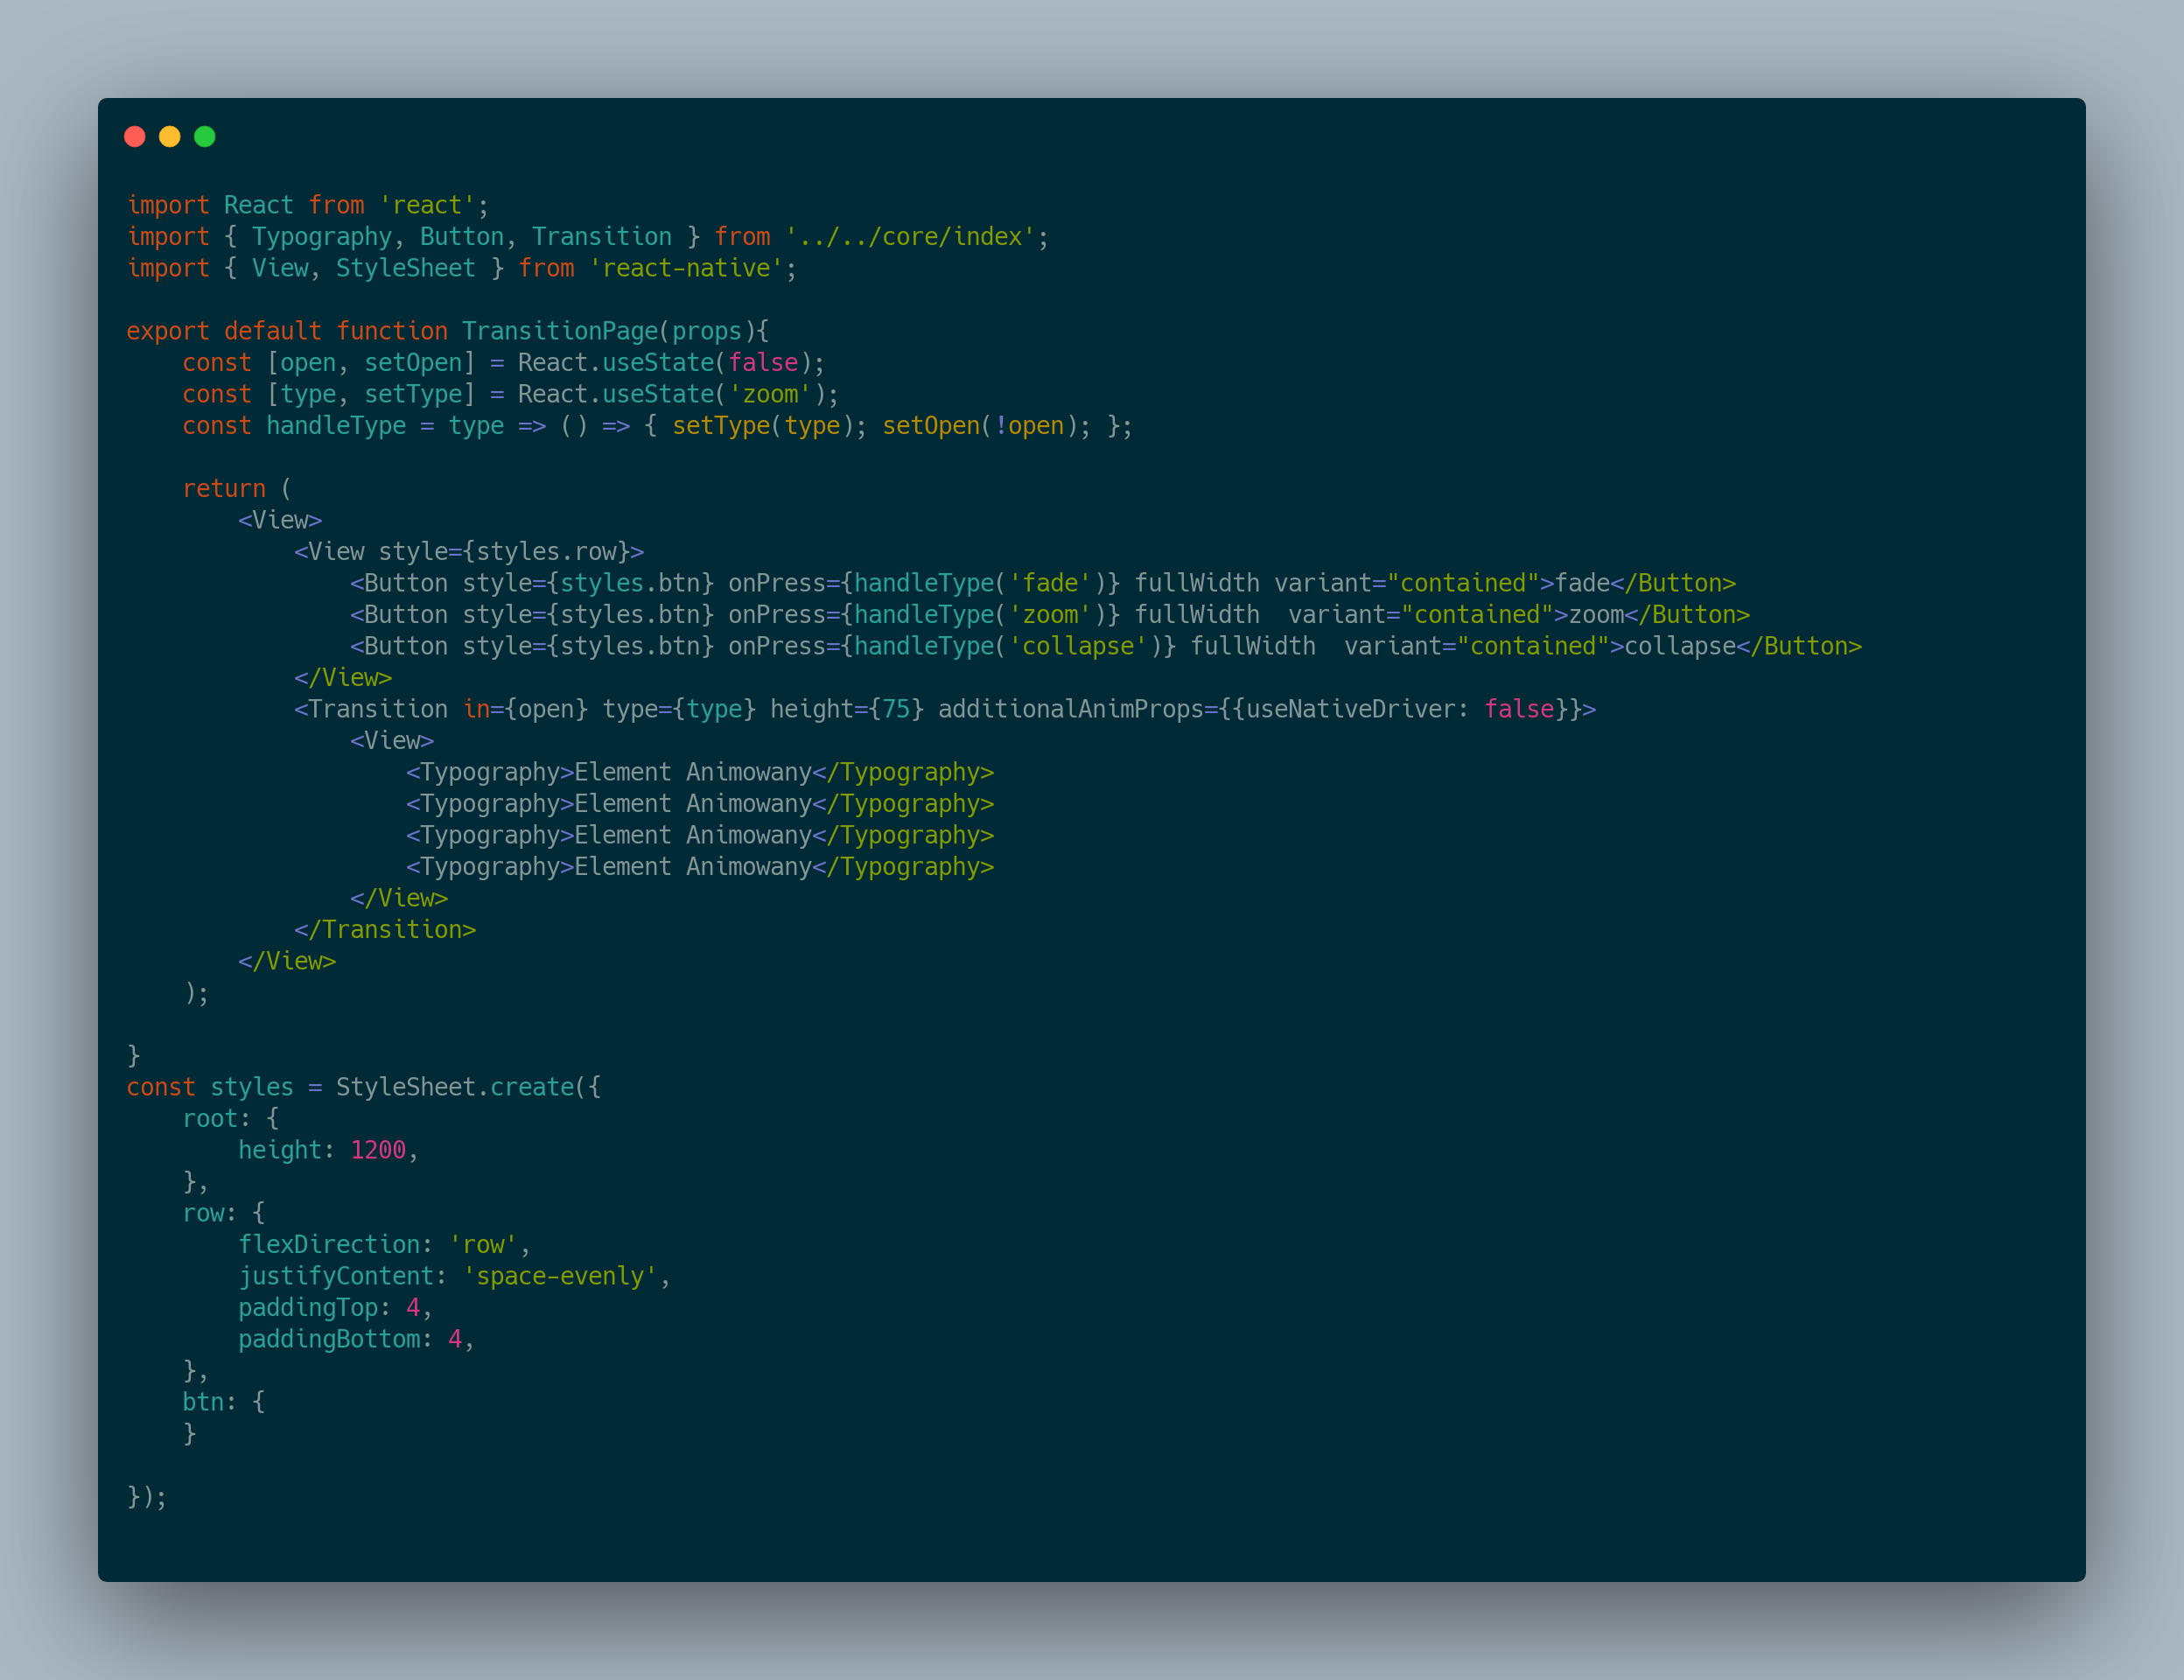 import React from 'react';
import { Typography, Button, Transition } from '../../core/index';
import { View, StyleSheet } from 'react-native';

export default function TransitionPage(props){
    const [open, setOpen] = React.useState(false);
    const [type, setType] = React.useState('zoom');
    const handleType = type => () => { setType(type); setOpen(!open); };

    return (
        <View>
            <View style={styles.row}>
                <Button style={styles.btn} onPress={handleType('fade')} fullWidth variant="contained">fade</Button>
                <Button style={styles.btn} onPress={handleType('zoom')} fullWidth  variant="contained">zoom</Button>
                <Button style={styles.btn} onPress={handleType('collapse')} fullWidth  variant="contained">collapse</Button>
            </View>
            <Transition in={open} type={type} height={75} additionalAnimProps={{useNativeDriver: false}}>
                <View>
                    <Typography>Element Animowany</Typography>
                    <Typography>Element Animowany</Typography>
                    <Typography>Element Animowany</Typography>
                    <Typography>Element Animowany</Typography>
                </View>
            </Transition>
        </View>
    );

}
const styles = StyleSheet.create({
    root: {
        height: 1200,
    },
    row: {
        flexDirection: 'row',
        justifyContent: 'space-evenly',
        paddingTop: 4,
        paddingBottom: 4,
    },
    btn: {
    }

});